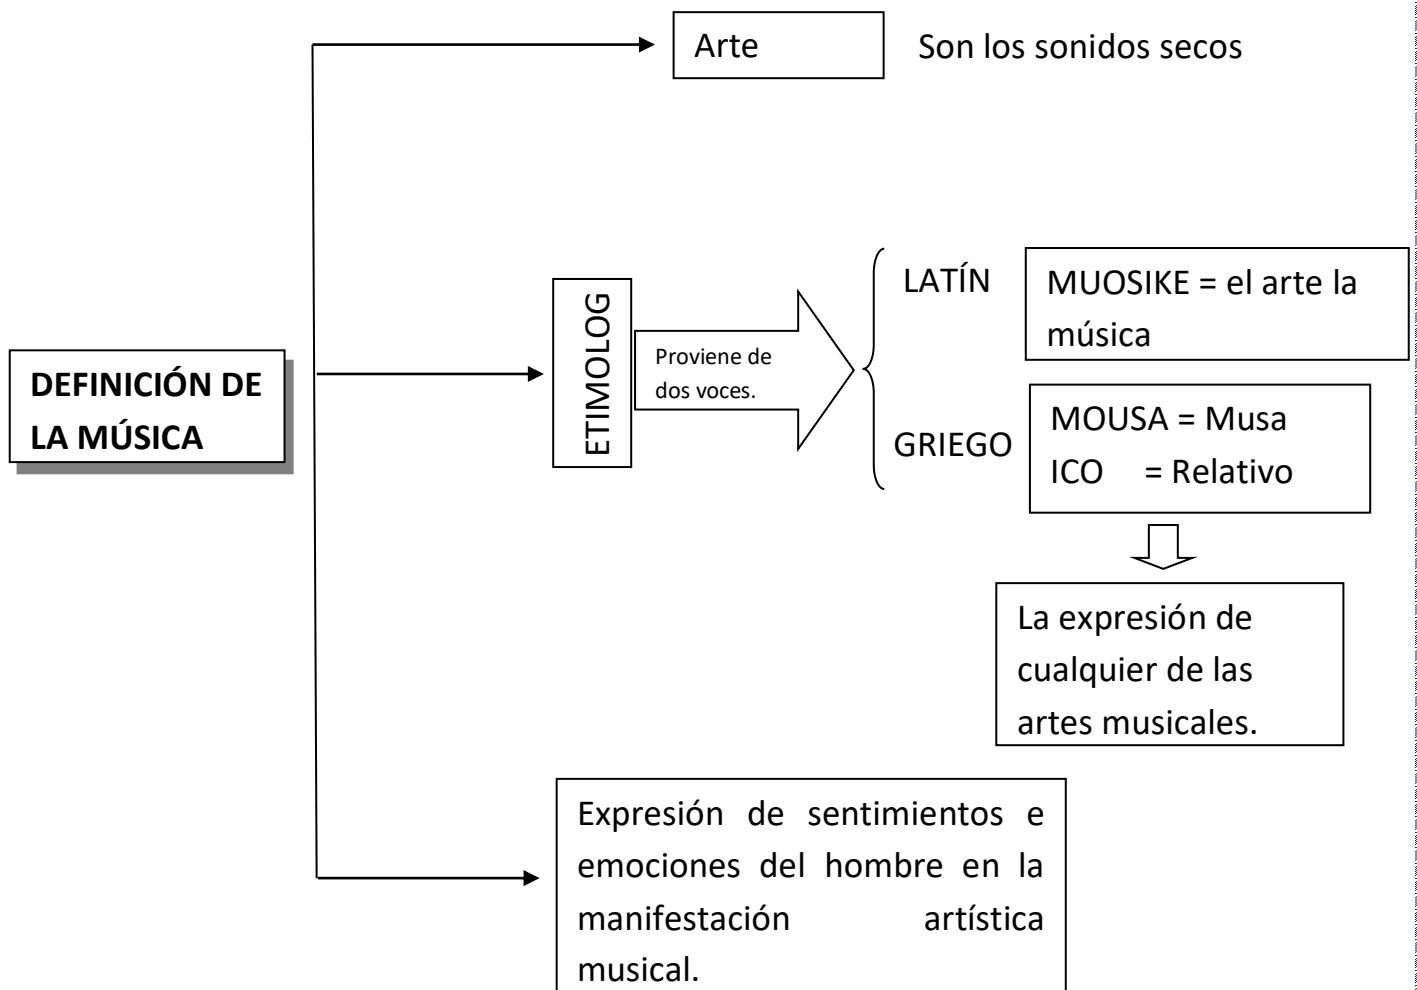 Arte
Son los sonidos secos
DEFINICIÓN DE
LA MÚSICA
ETIMOLOG
Proviene de
dos voces.
LATÍN
MUOSIKE = el arte la
música
GRIEGO
MOUSA = Musa
ICO = Relativo
La expresión de
cualquier de las
artes musicales.
Expresión de sentimientos e
emociones del hombre en la
manifestación artística
musical.